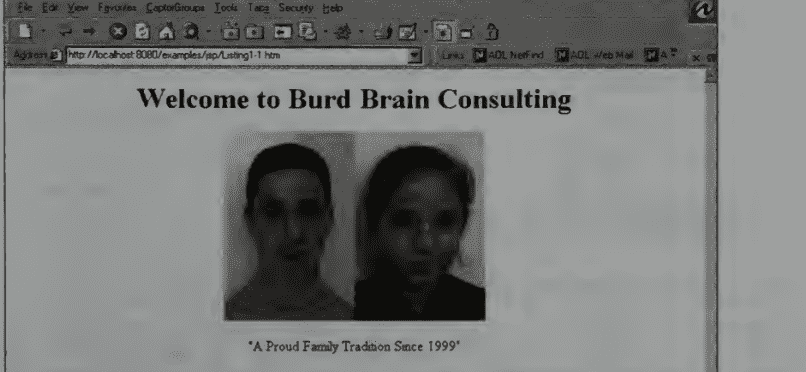 File Edit View Favorites CaptorGroups Tools Tabs Security Help
Address http://localhost:8080/examples/jsp/Listing1-1.htm Links AOL NetFind AOL Web Mail A
Welcome to Burd Brain Consulting
"A Proud Family Tradition Since 1999"